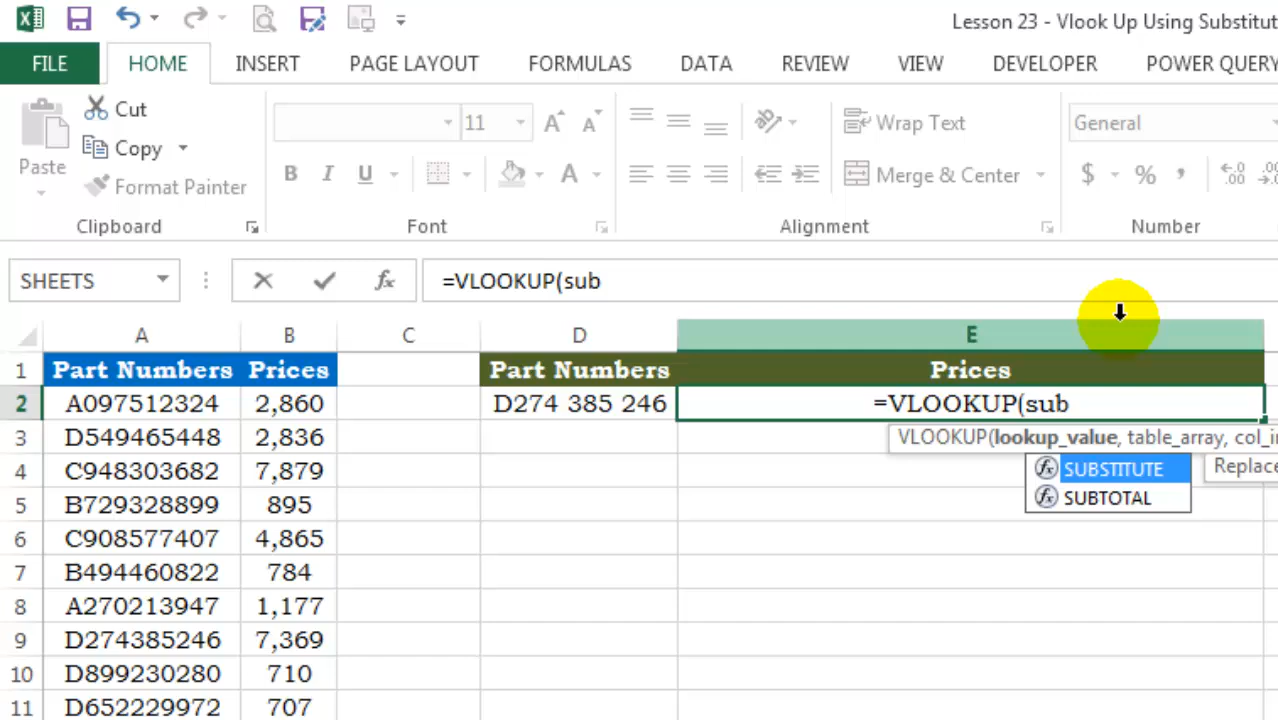 Lesson 23 - Vlook Up Using Substitut
FILE HOME INSERT PAGE LAYOUT FORMULAS DATA REVIEW VIEW DEVELOPER POWER QUERY
Paste
Cut
Copy
Format Painter
Clipboard
11
B I U A
Font
Wrap Text
Merge & Center
Alignment
General
$ % ,
Number
SHEETS fx =VLOOKUP(sub
A B C D E
1 Part Numbers Prices Part Numbers Prices
2 A097512324 2,860 D274 385 246 =VLOOKUP(sub
VLOOKUP(lookup_value, table_array, col_i
3 D549465448 2,836
SUBSTITUTE Replace
4 C948303682 7,879
SUBTOTAL
5 B729328899 895
6 C908577407 4,865
7 B494460822 784
8 A270213947 1,177
9 D274385246 7,369
10 D899230280 710
11 D652229972 707